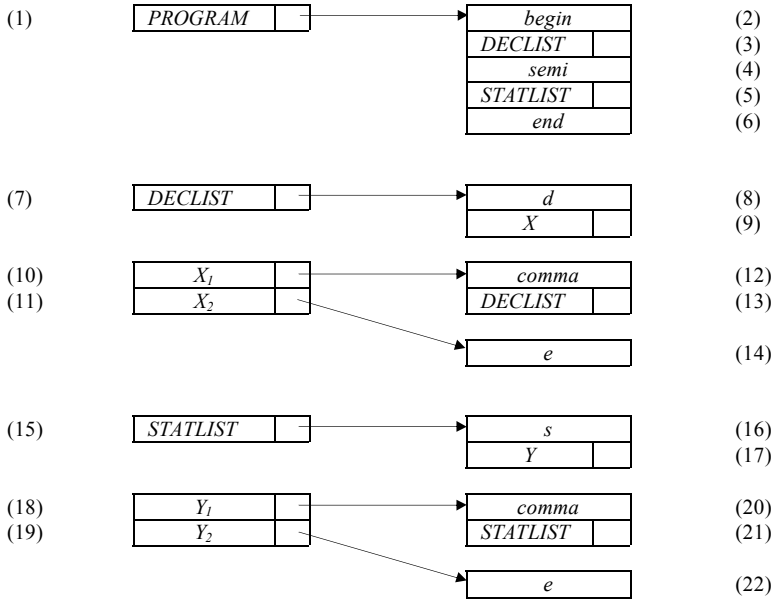 (1) PROGRAM begin (2)
DECLIST (3)
semi (4)
STATLIST (5)
end (6)
(7) DECLIST d (8)
X (9)
(10) X₁ comma (12)
(11) X₂ DECLIST (13)
e (14)
(15) STATLIST s (16)
Y (17)
(18) Y₁ comma (20)
(19) Y₂ STATLIST (21)
e (22)